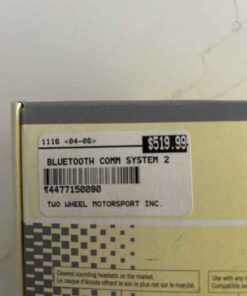 1116 <04-06>
$519.99
BLUETOOTH COMM SYSTEM 2
14477150090
TWO WHEEL MOTORSPORT INC.
Clearest sounding headsets on the market.
Le casque d'écoute offrant le son le plus net sur le marché.
Use with any
Compatible a